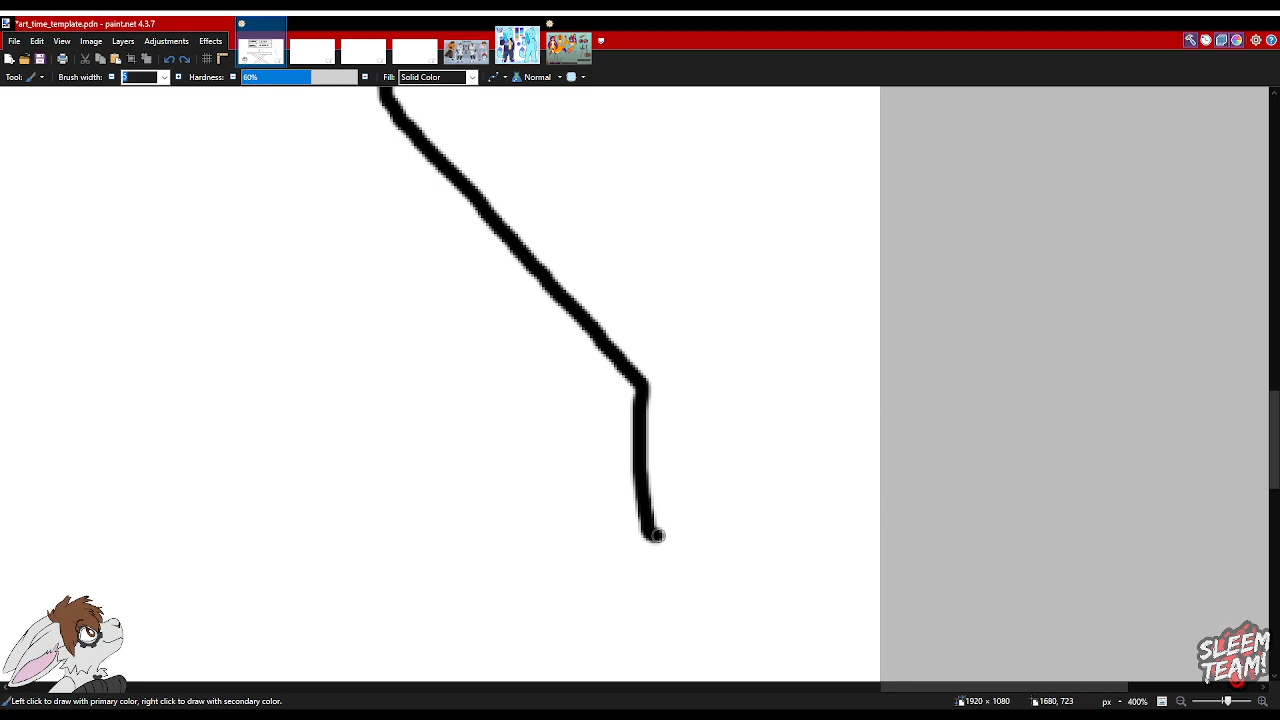 *art_time_template.pdn - paint.net 4.3.7
File Edit View Image Layers Adjustments Effects
Tool: Brush width: 5 Hardness: 60% Fill: Solid Color Normal
SLEEM
TEAM!
Left click to draw with primary color, right click to draw with secondary color. 1920 × 1080 1680, 723 px 400%